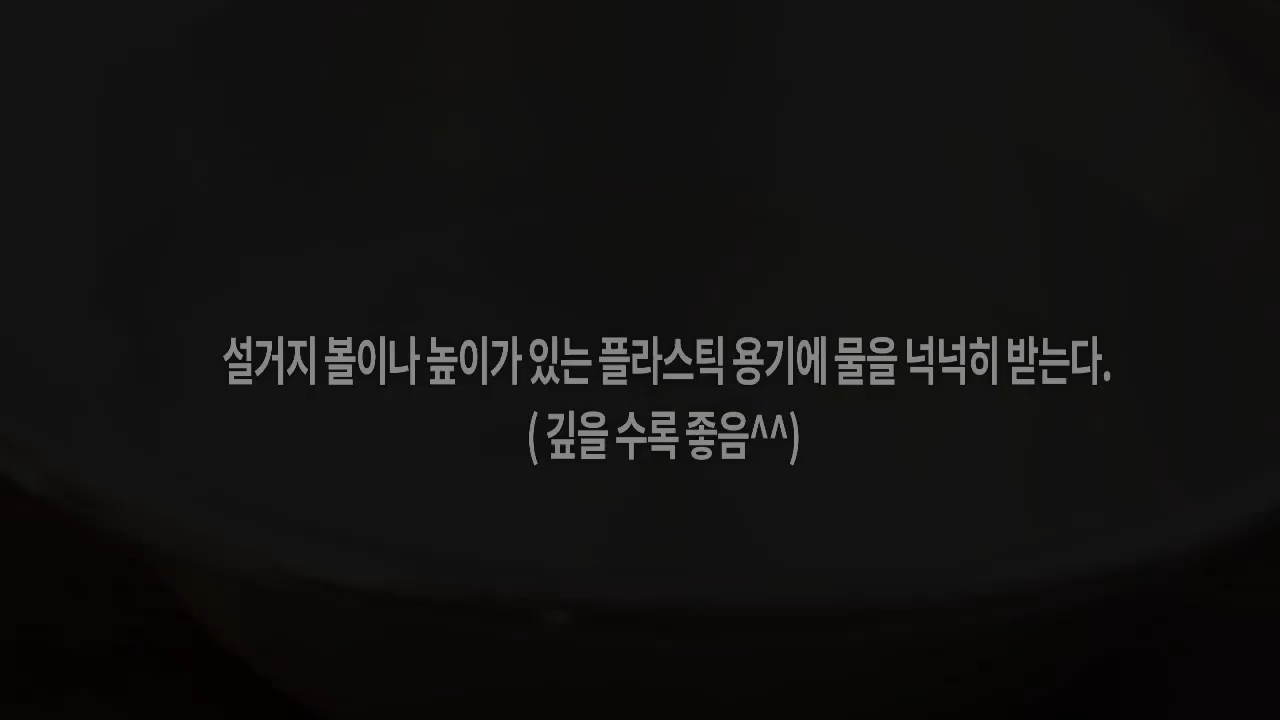 설거지 볼이나 높이가 있는 플라스틱 용기에 물을 넉넉히 받는다.
( 깊을 수록 좋음^^)